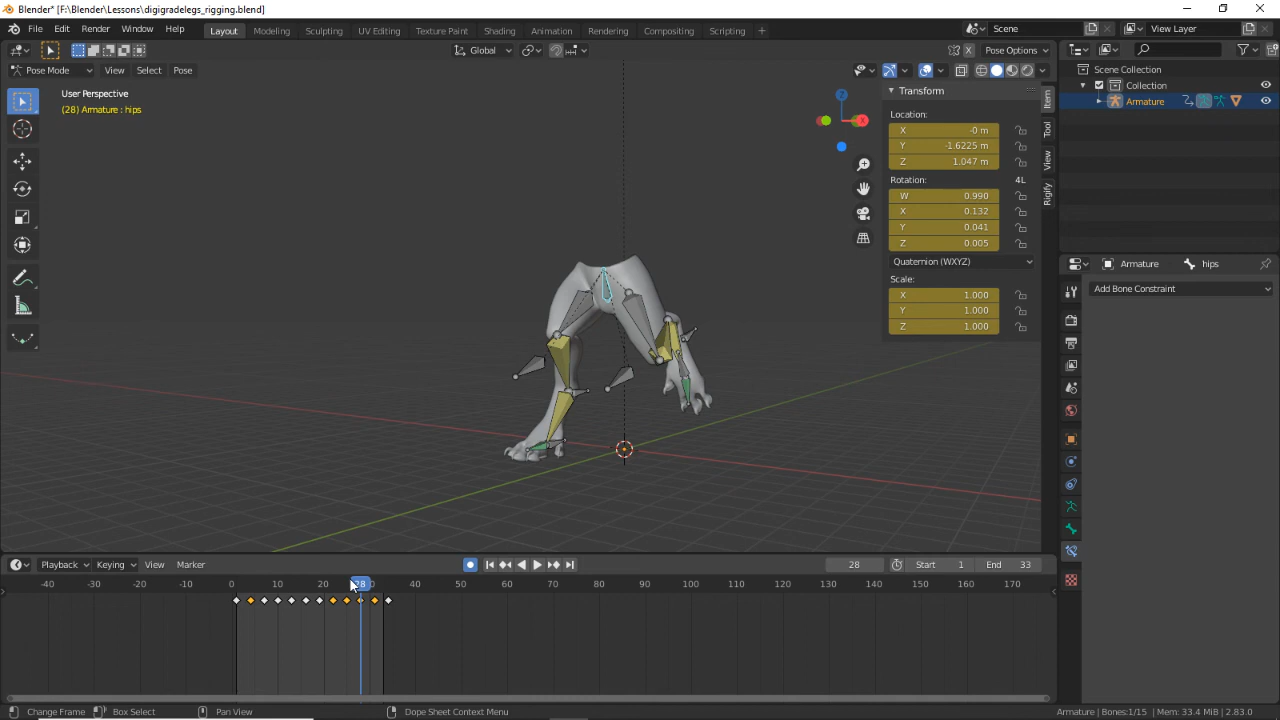 Blender* [F:\Blender\Lessons\digigradelegs_rigging.blend]
File Edit Render Window Help
Layout Modeling Sculpting UV Editing Texture Paint Shading Animation Rendering Compositing Scripting +
Scene View Layer
Global Pose Options
Pose Mode View Select Pose
User Perspective
(28) Armature : hips
Z
X
Transform
Location:
X -0 m
Y -1.6225 m
Z 1.047 m
Rotation: 4L
W 0.990
X 0.132
Y 0.041
Z 0.005
Quaternion (WXYZ)
Scale:
X 1.000
Y 1.000
Z 1.000
Item
Tool
View
Rigify
Scene Collection
Collection
Armature
Armature hips
Add Bone Constraint
Playback Keying View Marker 28 Start 1 End 33
-40 -30 -20 -10 0 10 20 28 40 50 60 70 80 90 100 110 120 130 140 150 160 170
Change Frame Box Select Pan View Dope Sheet Context Menu Armature | Bones:1/15 | Mem: 33.4 MiB | 2.83.0